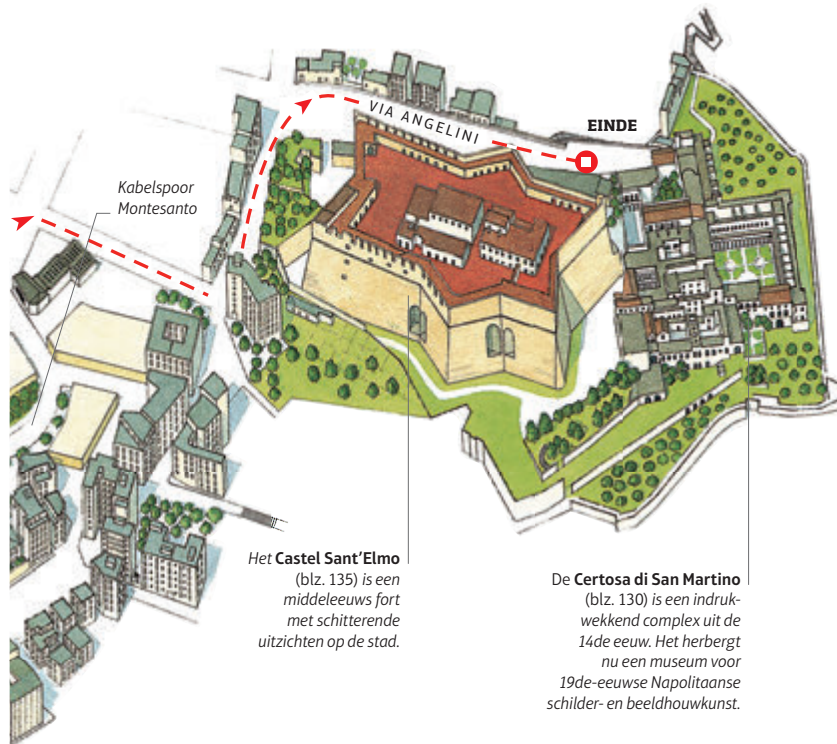 VIA ANGELINI
EINDE
Kabelspoor
Montesanto
Het Castel Sant’Elmo
(blz. 135) is een
middeleeuws fort
met schitterende
uitzichten op de stad.
De Certosa di San Martino
(blz. 130) is een indruk-
wekkend complex uit de
14de eeuw. Het herbergt
nu een museum voor
19de-eeuwse Napolitaanse
schilder- en beeldhouwkunst.